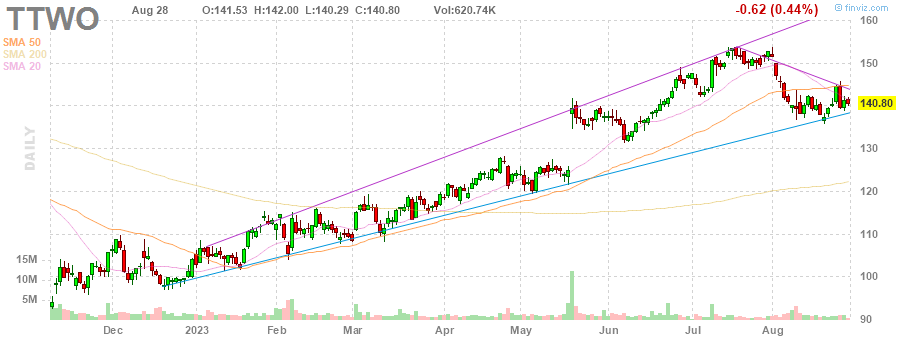 TTWO Aug 28 O:141.53 H:142.00 L:140.29 C:140.80 Vol:620.74K -0.62 (0.44%) © finviz.com
SMA 50
SMA 200
SMA 20
160
150
140.80
140
130
120
110
100
90
DAILY
15M
10M
5M
Dec 2023 Feb Mar Apr May Jun Jul Aug